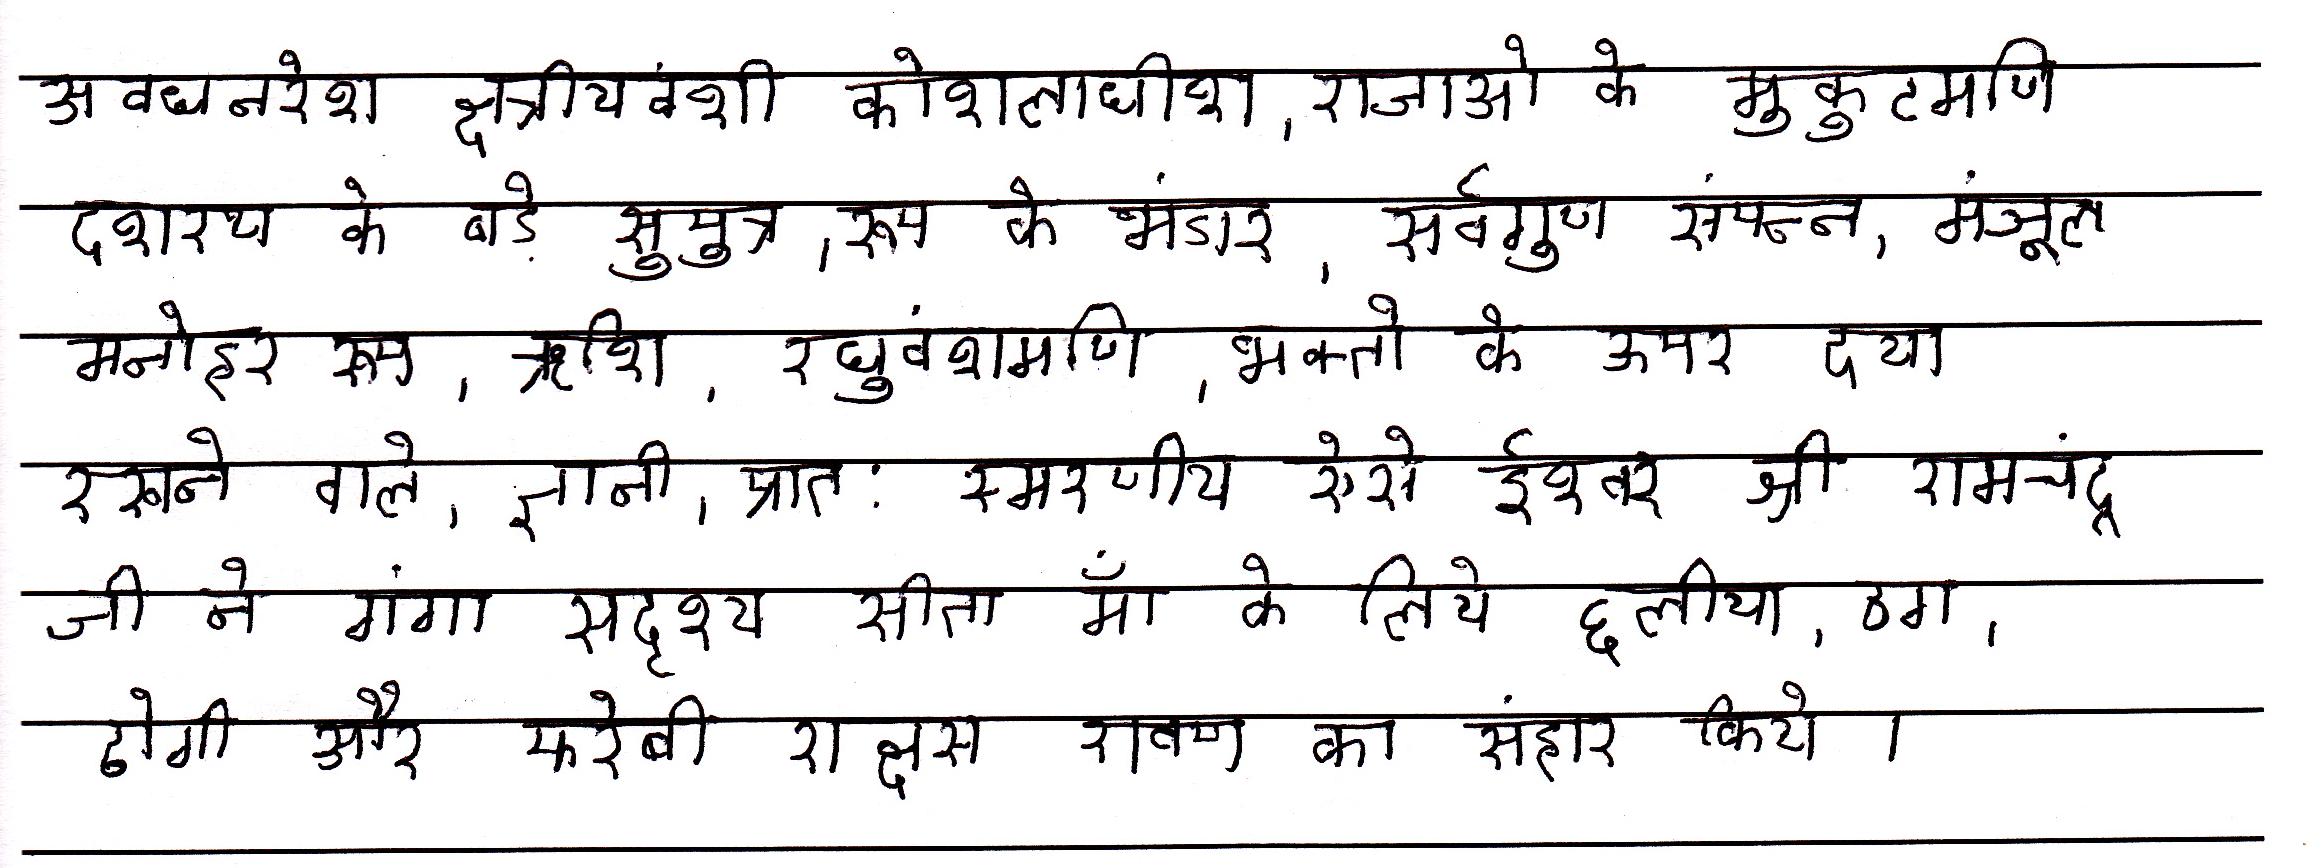 अवधनरेश क्षत्रीयवंशी कोशलाधीश, राजाओ के मुकुटमणि
दशरथ के बडे़ सुपुत्र, रूप के भंडार, सर्वगुण संपन्न, मंजूल
मनोहर रूप, ऋशि, रघुवंशमणि, भक्तो के ऊपर दया
रखने वाले, ज्ञानी, प्रात: स्मरणीय ऐसे ईश्वर श्री रामचंद्र
जी ने गंगा सदृश्य सीता माँ के लिये छलीया, ठग,
ढोगी और फरेबी राक्षस रावण का संहार किये ।